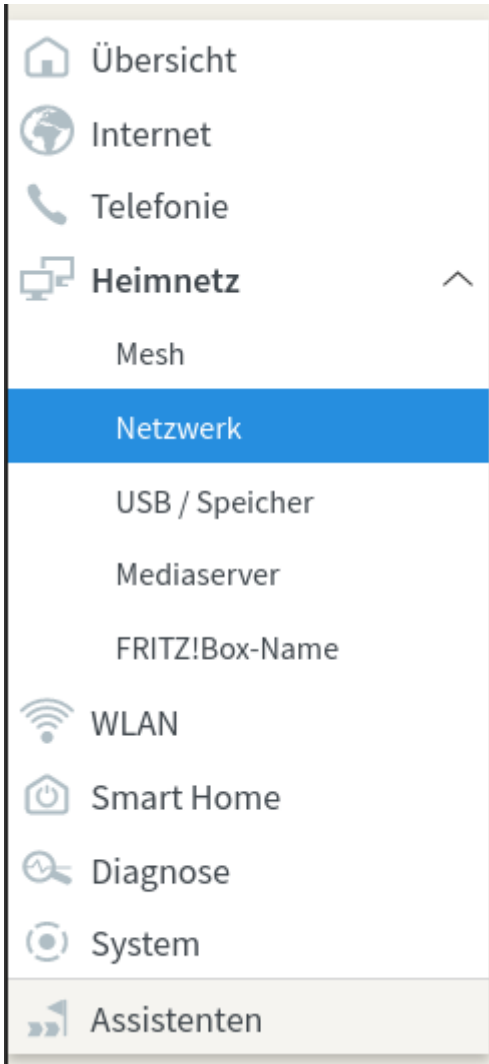 Übersicht
Internet
Telefonie
Heimnetz
Mesh
Netzwerk
USB / Speicher
Mediaserver
FRITZ!Box-Name
WLAN
Smart Home
Diagnose
System
Assistenten